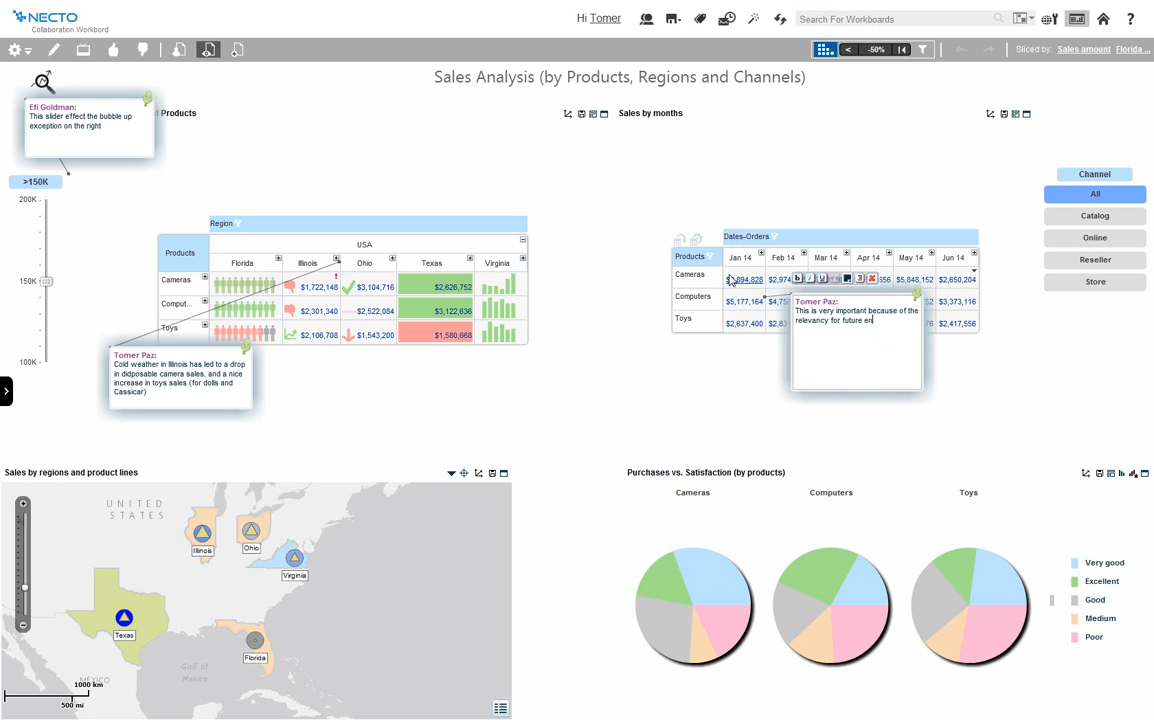 NECTO
Collaboration Workbord
Hi Tomer
Search For Workboards
?
-50%
Sliced by: Sales amount Florida ...
Sales Analysis (by Products, Regions and Channels)
Efi Goldman:
This slider effect the bubble up
exception on the right
Products
Sales by months
>150K
200K
150K
100K
Region
Products
USA
Florida Illinois Ohio Texas Virginia
Cameras $1,722,148 $3,104,716 $2,626,752
Comput... $2,301,340 $2,522,084 $3,122,636
Toys $2,106,708 $1,543,200 $1,580,668
Tomer Paz:
Cold weather in Illinois has led to a drop
in didposable camera sales, and a nice
increase in toys sales (for dolls and
Cassicar)
Dates-Orders
Products Jan 14 Feb 14 Mar 14 Apr 14 May 14 Jun 14
Cameras 894,828 $2,974 356 $5,848,152 $2,650,204
Computers $5,177,164 $3,373,116
Toys $2,637,400 $2,417,556
Tomer Paz:
This is very important because of the
relevancy for future en
Channel
All
Catalog
Online
Reseller
Store
Sales by regions and product lines
UNITED
STATES
Illinois
Ohio
Virginia
Texas
Florida
Gulf of
Mexico
MÉXICO
1000 km
500 mi
Purchases vs. Satisfaction (by products)
Cameras Computers Toys
Very good
Excellent
Good
Medium
Poor